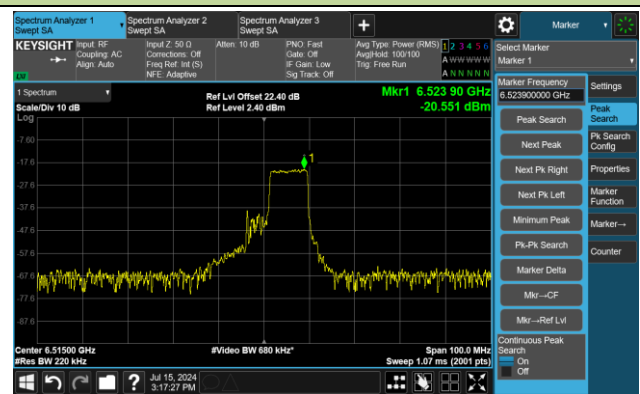 Spectrum Analyzer 1
Swept SA
Spectrum Analyzer 2
Swept SA
Spectrum Analyzer 3
Swept SA
Marker
KEYSIGHT
Input: RF
Coupling: AC
Align: Auto
Input Z: 50 Ω
Corrections: Off
Freq Ref: Int (S)
NFE: Adaptive
Atten: 10 dB
PNO: Fast
Gate: Off
IF Gain: Low
Sig Track: Off
Avg Type: Power (RMS)
Avg|Hold: 100/100
Trig: Free Run
1 2 3 4 5 6
A W W W W W
A N N N N N
LV
Select Marker
Marker 1
1 Spectrum
Scale/Div 10 dB
Log
Ref Lvl Offset 22.40 dB
Ref Level 2.40 dBm
Mkr1 6.523 90 GHz
-20.551 dBm
1
-7.60
-17.6
-27.6
-37.6
-47.6
-57.6
-67.6
-77.6
-87.6
Center 6.51500 GHz
#Res BW 220 kHz
#Video BW 680 kHz*
Span 100.0 MHz
Sweep 1.07 ms (2001 pts)
Marker Frequency
6.523900000 GHz
Peak Search
Next Peak
Next Pk Right
Next Pk Left
Minimum Peak
Pk-Pk Search
Marker Delta
Mkr→CF
Mkr→Ref Lvl
Continuous Peak
Search
On
Off
Settings
Peak
Search
Pk Search
Config
Properties
Marker
Function
Marker→
Counter
?
Jul 15, 2024
3:17:27 PM